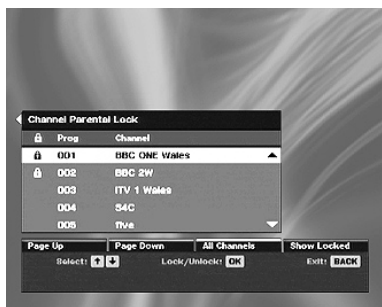 Channel Parental Lock
Prog Channel
001 BBC ONE Wales
002 BBC 2W
003 ITV 1 Wales
004 S4C
005 five
Page Up Page Down All Channels Show Locked
Select: Lock/Unlock: OK Exit: BACK